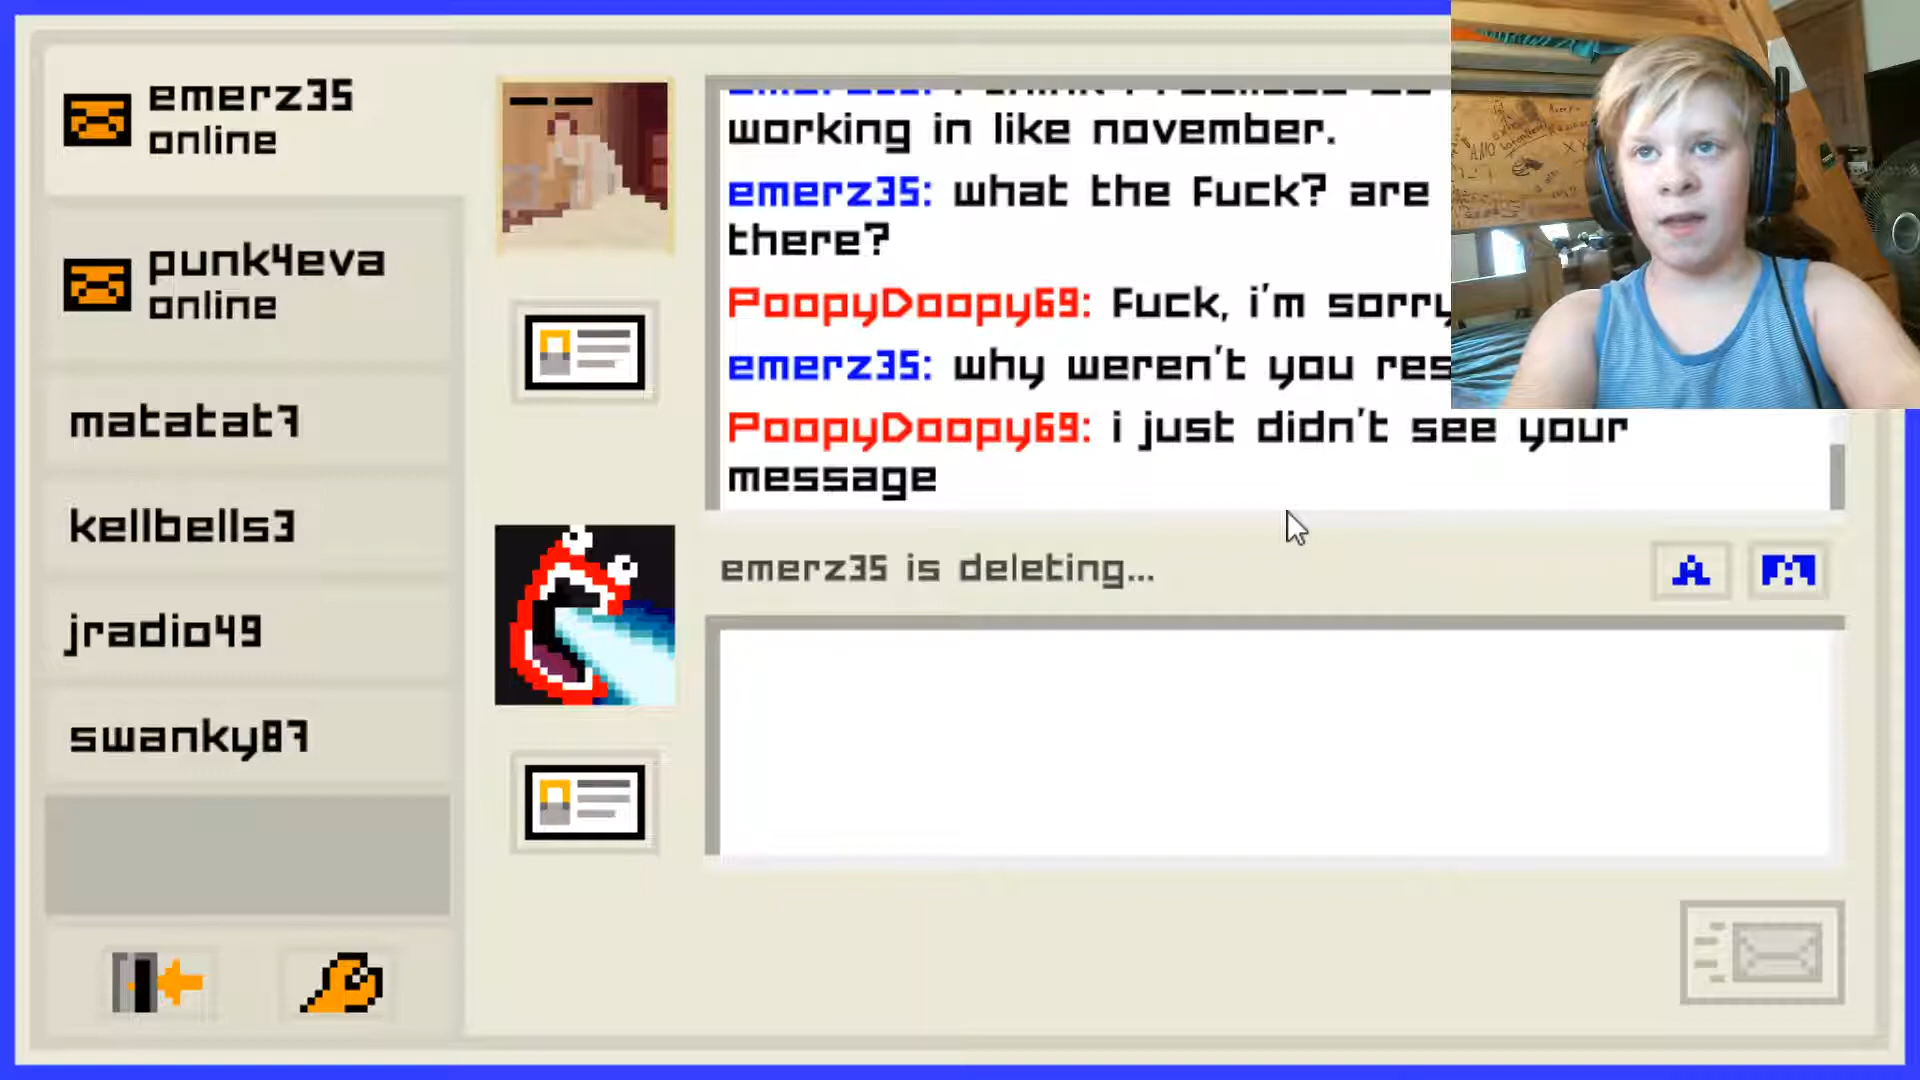 emerz35
online
punk4eva
online
matatat7
kellbells3
jradio49
swanky87
working in like november.
emerz35: what the fuck? are
there?
PoopyDoopy69: fuck, i'm sorry
emerz35: why weren't you res
PoopyDoopy69: i just didn't see your
message
emerz35 is deleting...
A